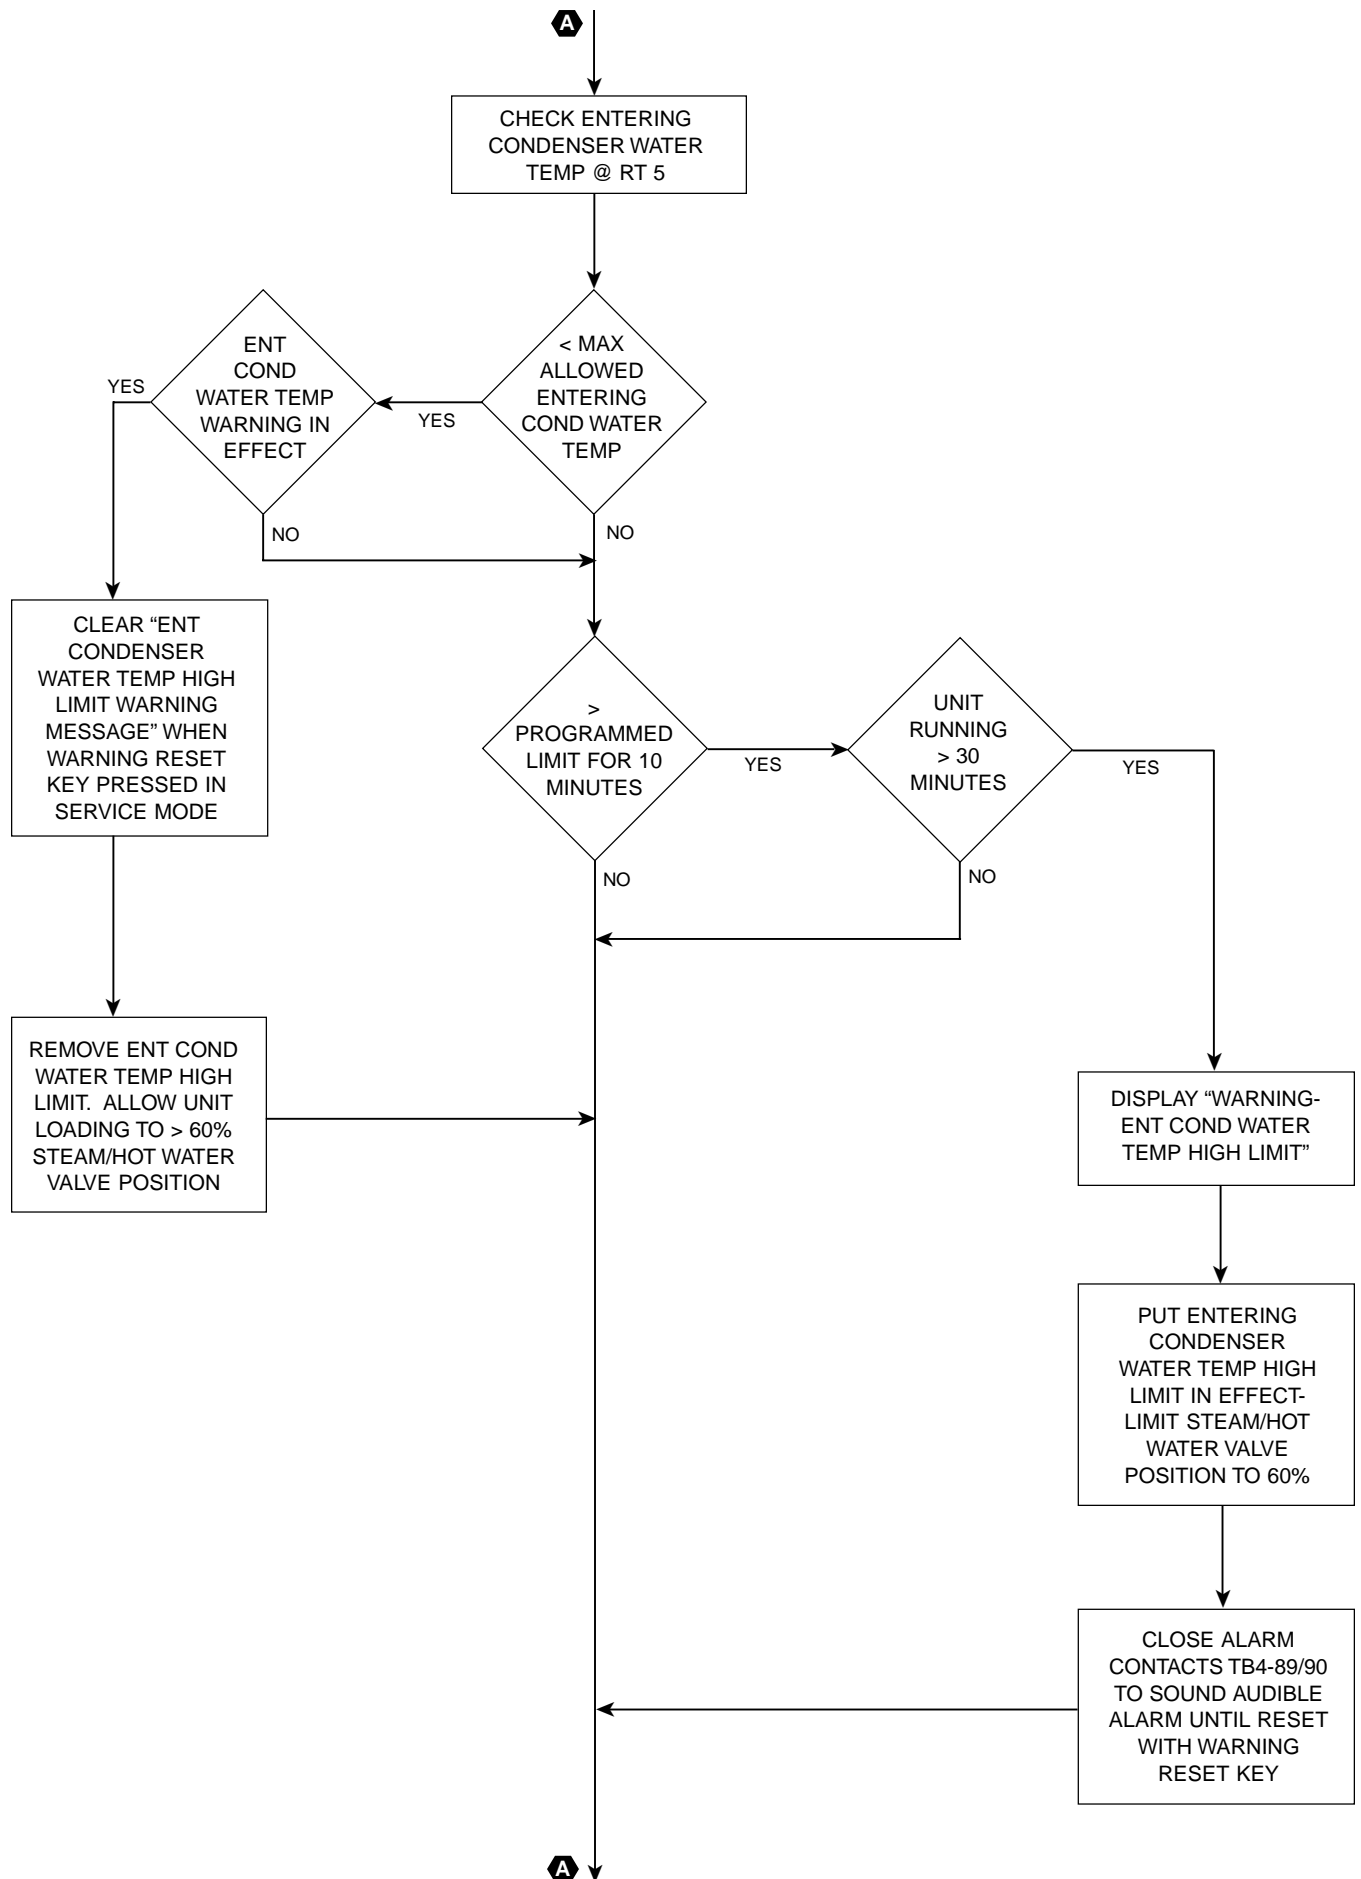 A
CHECK ENTERING
CONDENSER WATER
TEMP @ RT 5
< MAX
ALLOWED
ENTERING
COND WATER
TEMP
YES
NO
ENT
COND
WATER TEMP
WARNING IN
EFFECT
YES
NO
CLEAR “ENT
CONDENSER
WATER TEMP HIGH
LIMIT WARNING
MESSAGE” WHEN
WARNING RESET
KEY PRESSED IN
SERVICE MODE
REMOVE ENT COND
WATER TEMP HIGH
LIMIT. ALLOW UNIT
LOADING TO > 60%
STEAM/HOT WATER
VALVE POSITION
>
PROGRAMMED
LIMIT FOR 10
MINUTES
YES
NO
UNIT
RUNNING
> 30
MINUTES
YES
NO
DISPLAY “WARNING-
ENT COND WATER
TEMP HIGH LIMIT”
PUT ENTERING
CONDENSER
WATER TEMP HIGH
LIMIT IN EFFECT-
LIMIT STEAM/HOT
WATER VALVE
POSITION TO 60%
CLOSE ALARM
CONTACTS TB4-89/90
TO SOUND AUDIBLE
ALARM UNTIL RESET
WITH WARNING
RESET KEY
A